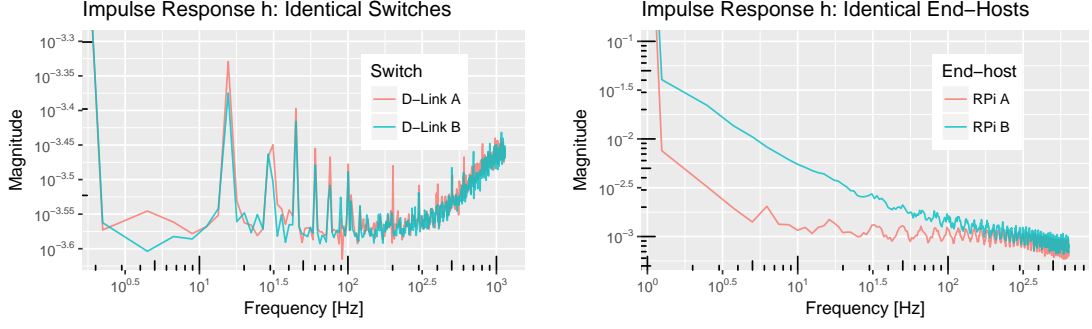 Impulse Response h: Identical Switches
Magnitude
10^−3.3
10^−3.35
10^−3.4
10^−3.45
10^−3.5
10^−3.55
10^−3.6
Switch
D−Link A
D−Link B
10^0.5
10^1
10^1.5
10^2
10^2.5
10^3
Frequency [Hz]
Impulse Response h: Identical End−Hosts
Magnitude
10^−1
10^−1.5
10^−2
10^−2.5
10^−3
End−host
RPi A
RPi B
10^0
10^0.5
10^1
10^1.5
10^2
10^2.5
Frequency [Hz]